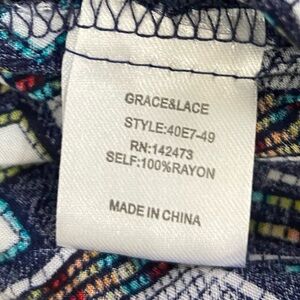 GRACE&LACE
STYLE:40E7-49
RN:142473
SELF:100%RAYON
MADE IN CHINA